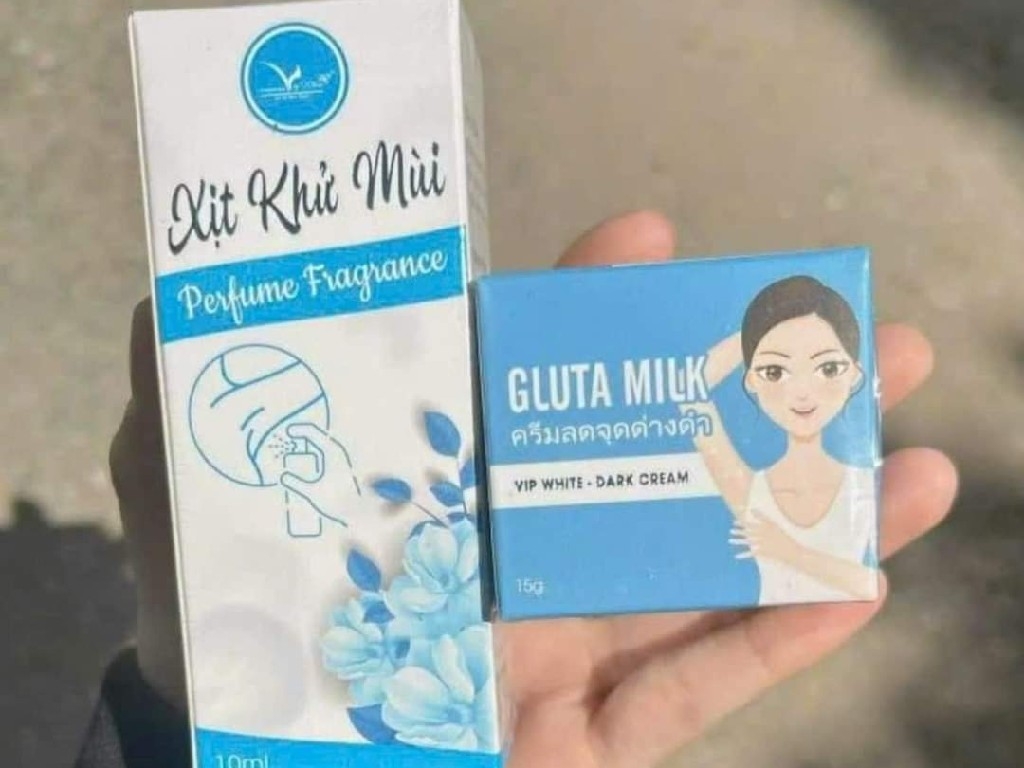 Xịt Khử Mùi
Perfume Fragrance
10ml
GLUTA MILK
ครีมลดจุดด่างดำ
VIP WHITE - DARK CREAM
15g